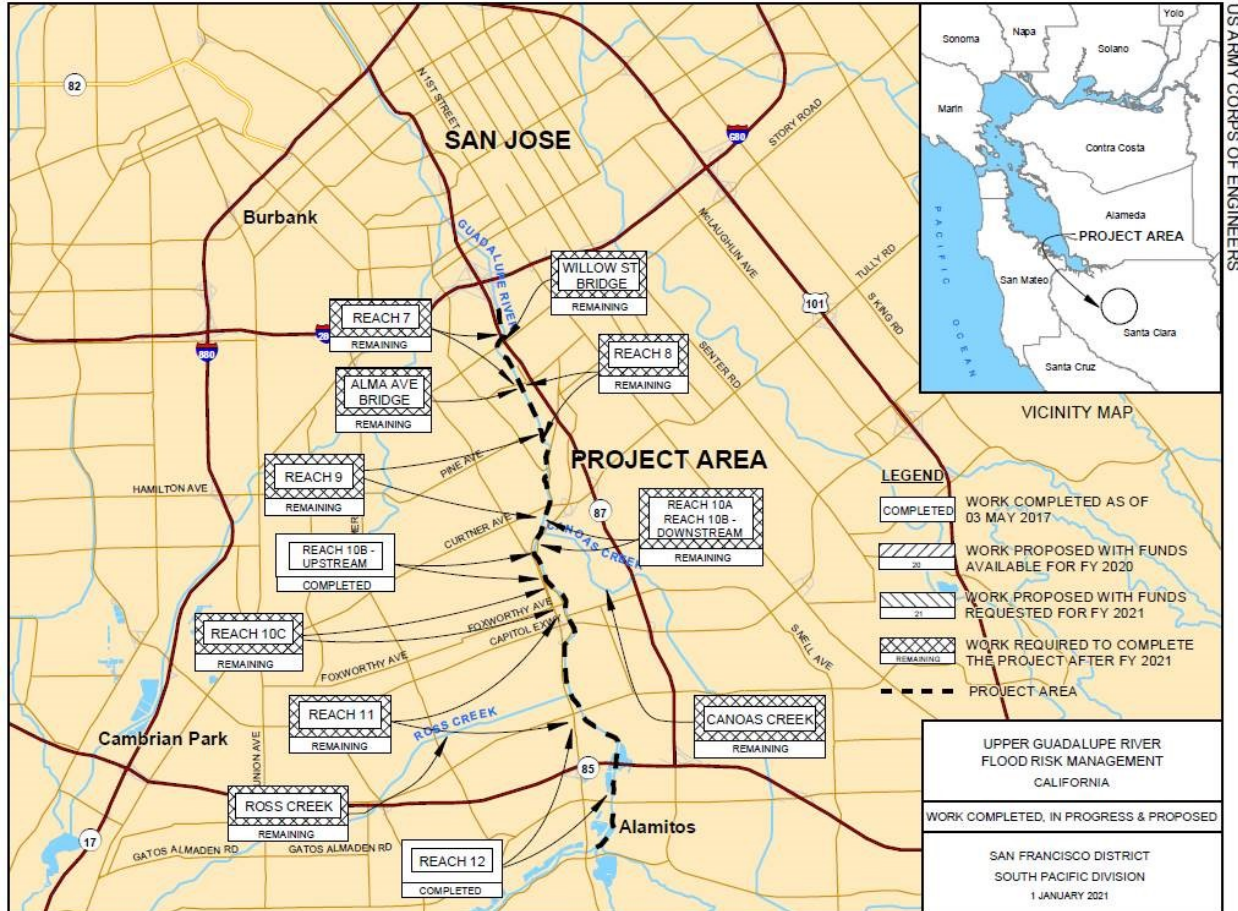 US ARMY CORPS OF ENGINEERS
82
N 1ST STREET
SAN JOSE
680
STORY ROAD
Burbank
GUADALUPE RIVER
McLAUGHLIN AVE
TULLY RD
S KING RD
101
WILLOW ST
BRIDGE
REMAINING
REACH 7
REMAINING
880
REACH 8
REMAINING
SENTER RD
ALMA AVE
BRIDGE
REMAINING
PINE AVE
PROJECT AREA
REACH 9
REMAINING
HAMILTON AVE
87
REACH 10A
REACH 10B -
DOWNSTREAM
REMAINING
CURTNER AVE
CANOAS CREEK
REACH 10B -
UPSTREAM
COMPLETED
FOXWORTHY AVE
CAPITOL EXWY
REACH 10C
REMAINING
FOXWORTHY AVE
S NELL AVE
REACH 11
REMAINING
ROSS CREEK
CANOAS CREEK
REMAINING
Cambrian Park
UNION AVE
85
ROSS CREEK
REMAINING
17
GATOS ALMADEN RD
GATOS ALMADEN RD
Alamitos
REACH 12
COMPLETED
Sonoma
Napa
Yolo
Solano
Marin
Contra Costa
PACIFIC OCEAN
Alameda
PROJECT AREA
San Mateo
Santa Clara
Santa Cruz
VICINITY MAP
LEGEND
COMPLETED
WORK COMPLETED AS OF
03 MAY 2017
20
WORK PROPOSED WITH FUNDS
AVAILABLE FOR FY 2020
21
WORK PROPOSED WITH FUNDS
REQUESTED FOR FY 2021
REMAINING
WORK REQUIRED TO COMPLETE
THE PROJECT AFTER FY 2021
PROJECT AREA
UPPER GUADALUPE RIVER
FLOOD RISK MANAGEMENT
CALIFORNIA
WORK COMPLETED, IN PROGRESS & PROPOSED
SAN FRANCISCO DISTRICT
SOUTH PACIFIC DIVISION
1 JANUARY 2021